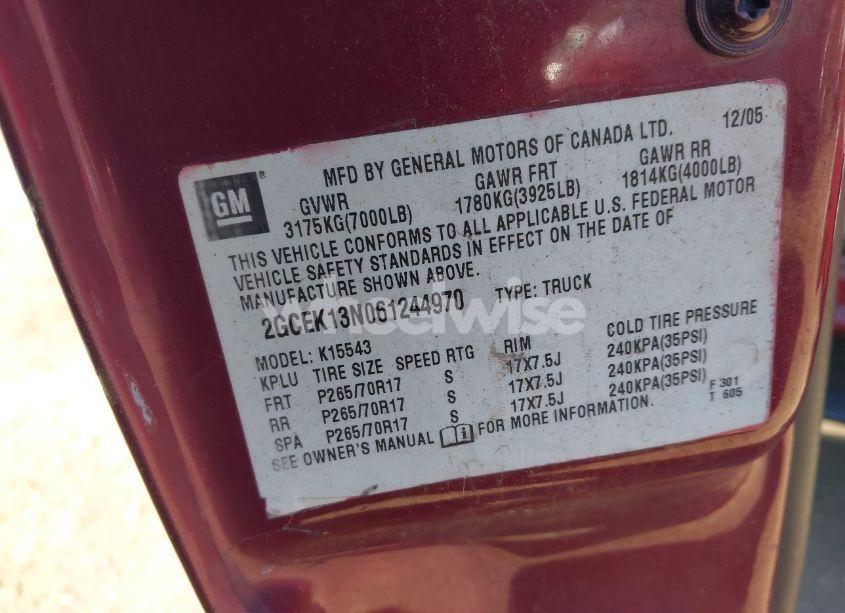 GM
MFD BY GENERAL MOTORS OF CANADA LTD. 12/05
GVWR GAWR FRT GAWR RR
3175KG(7000LB) 1780KG(3925LB) 1814KG(4000LB)
THIS VEHICLE CONFORMS TO ALL APPLICABLE U.S. FEDERAL MOTOR
VEHICLE SAFETY STANDARDS IN EFFECT ON THE DATE OF
MANUFACTURE SHOWN ABOVE.
2GCEK13N061244970 TYPE: TRUCK
wheelwise
MODEL: K15543
KPLU TIRE SIZE SPEED RTG RIM COLD TIRE PRESSURE
FRT P265/70R17 S 17X7.5J 240KPA(35PSI)
RR P265/70R17 S 17X7.5J 240KPA(35PSI)
SPA P265/70R17 S 17X7.5J 240KPA(35PSI)
SEE OWNER'S MANUAL FOR MORE INFORMATION.
F 301
T 605